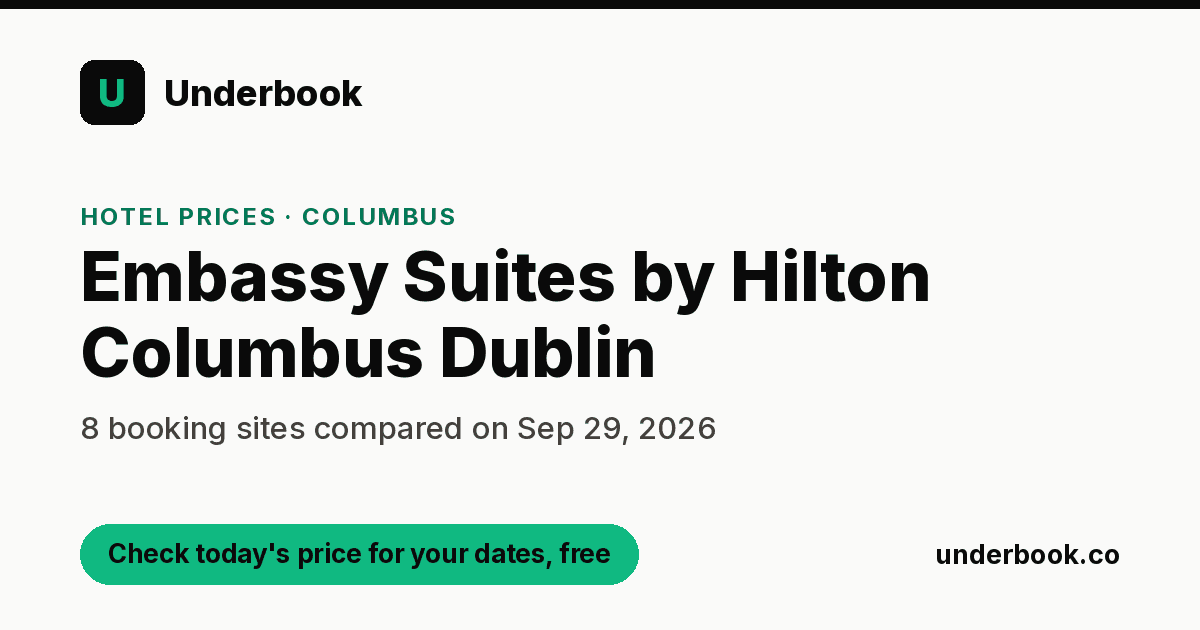 U Underbook
HOTEL PRICES · COLUMBUS
Embassy Suites by Hilton
Columbus Dublin
8 booking sites compared on Sep 29, 2026
Check today's price for your dates, free
underbook.co